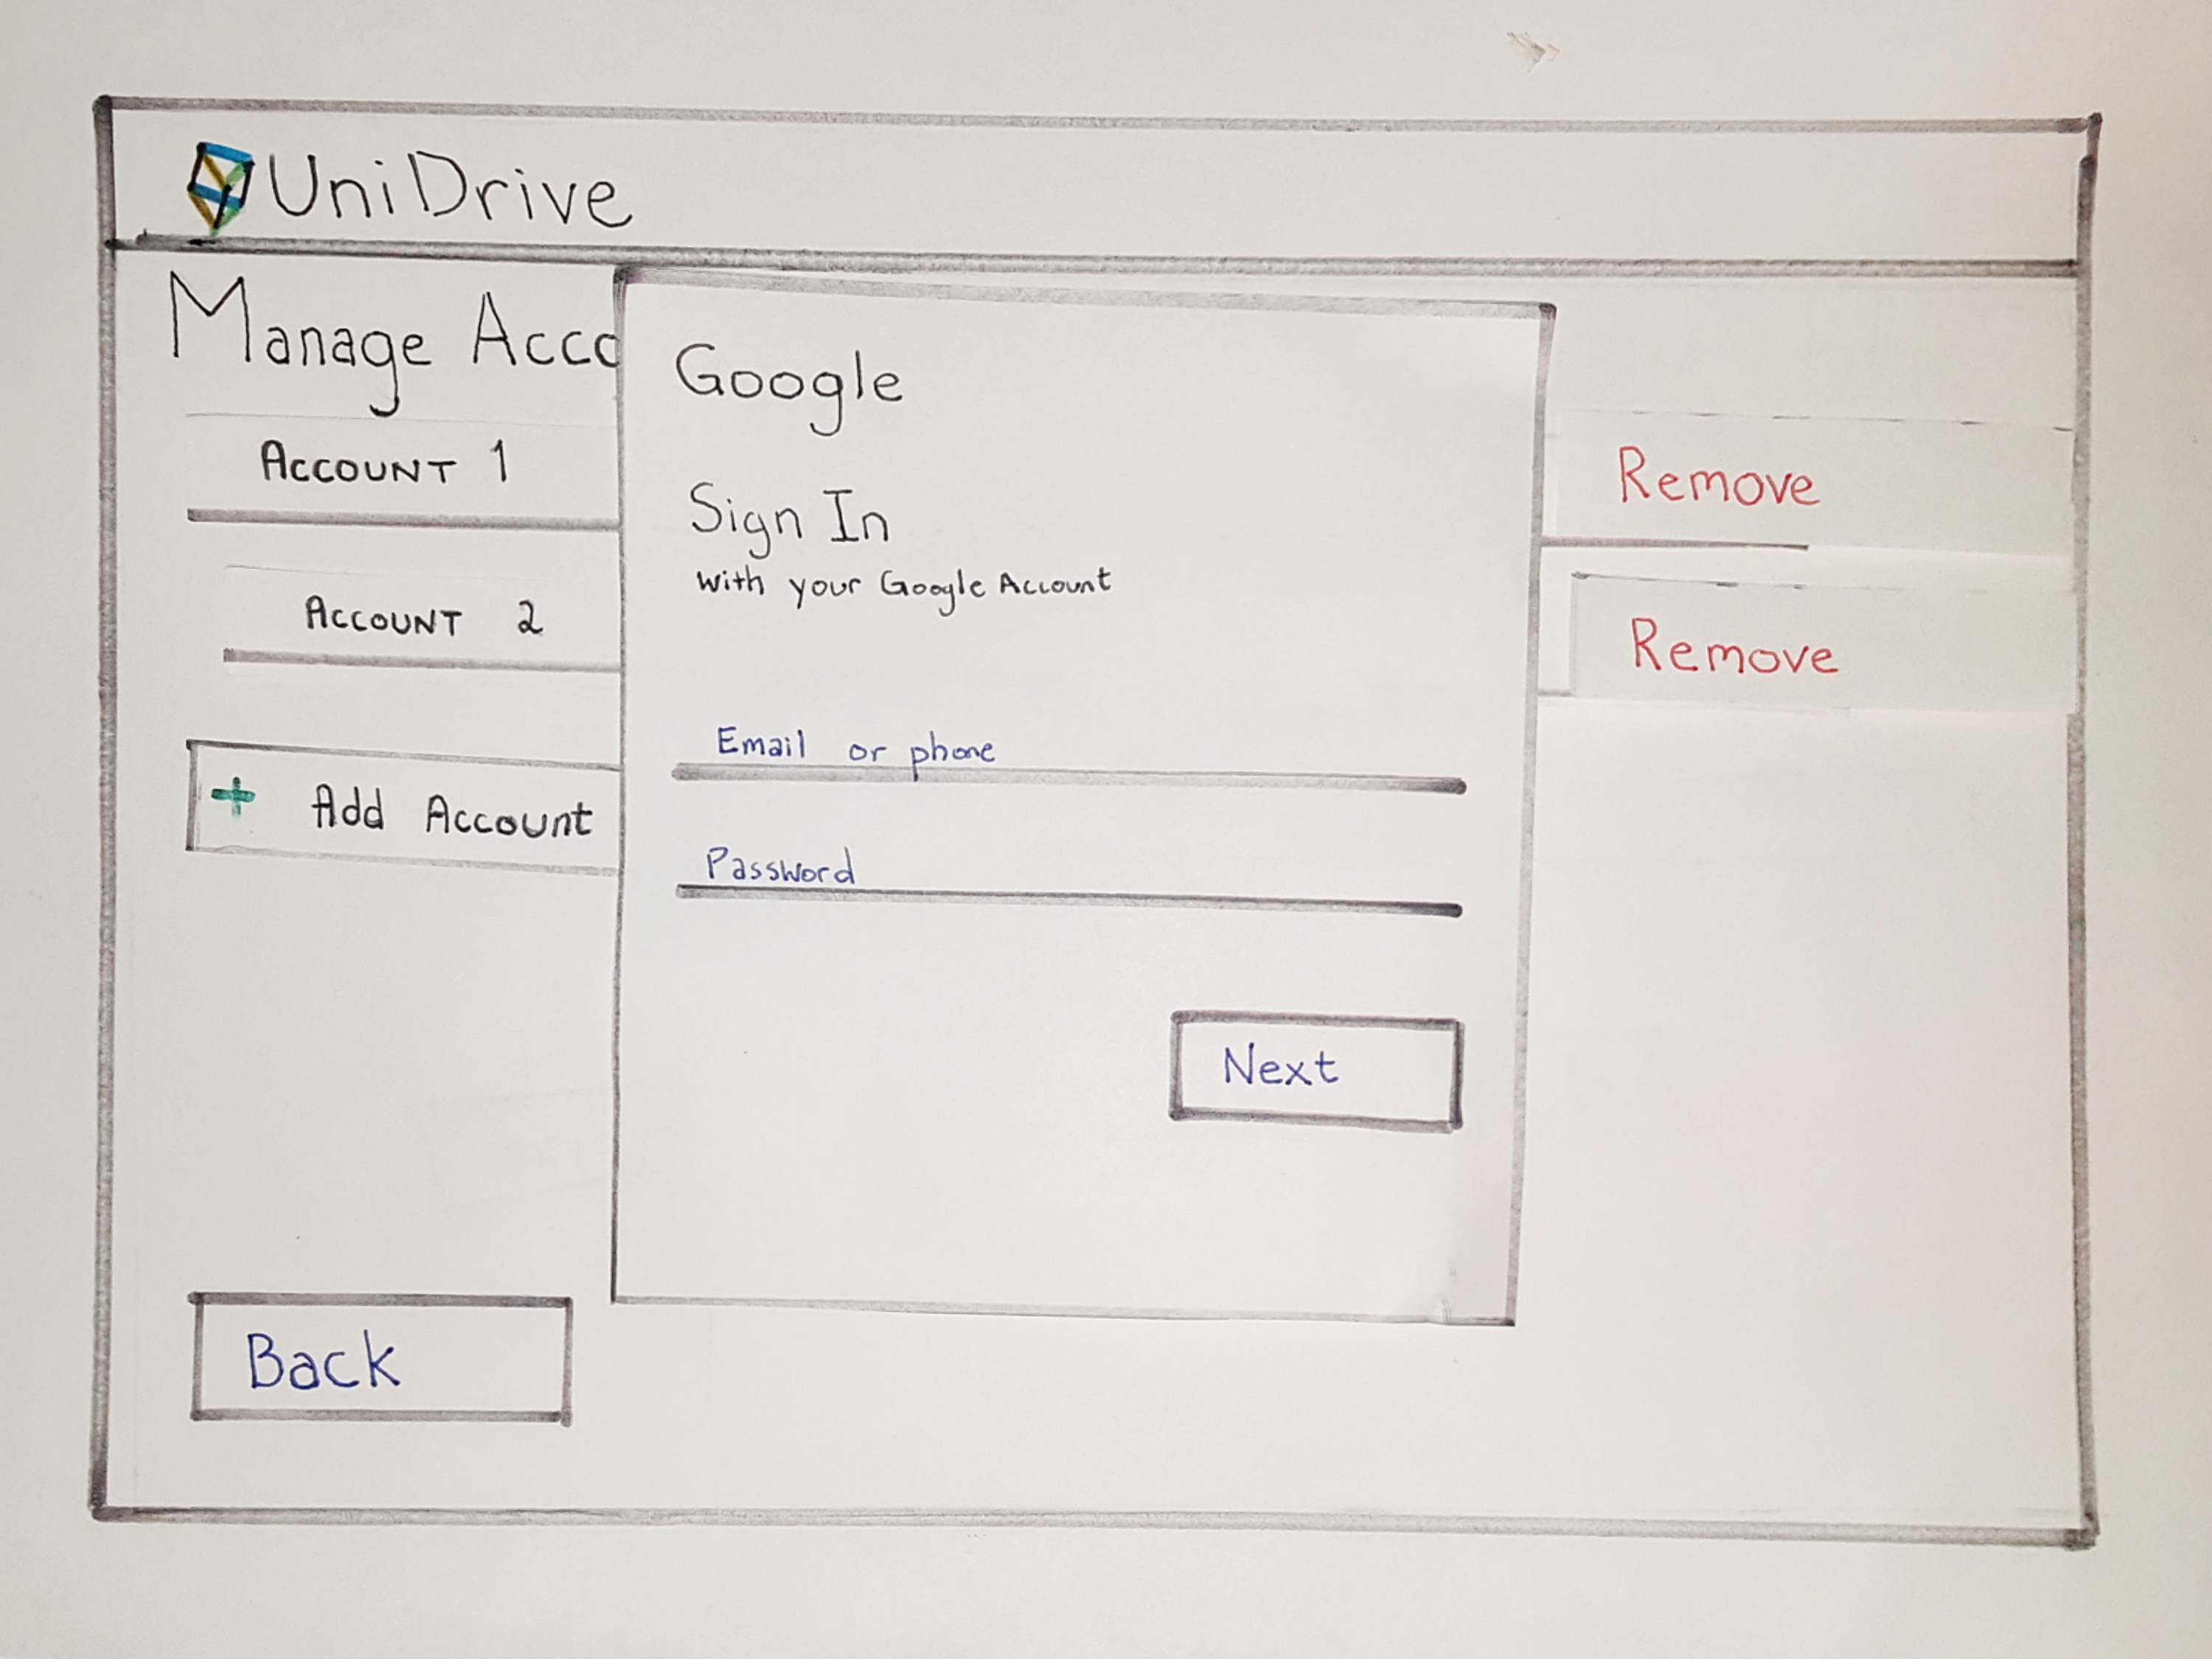 UniDrive
Manage Acco
ACCOUNT 1
Remove
ACCOUNT 2
Remove
+ Add Account
Back
Google
Sign In
with your Google Account
Email or phone
Password
Next